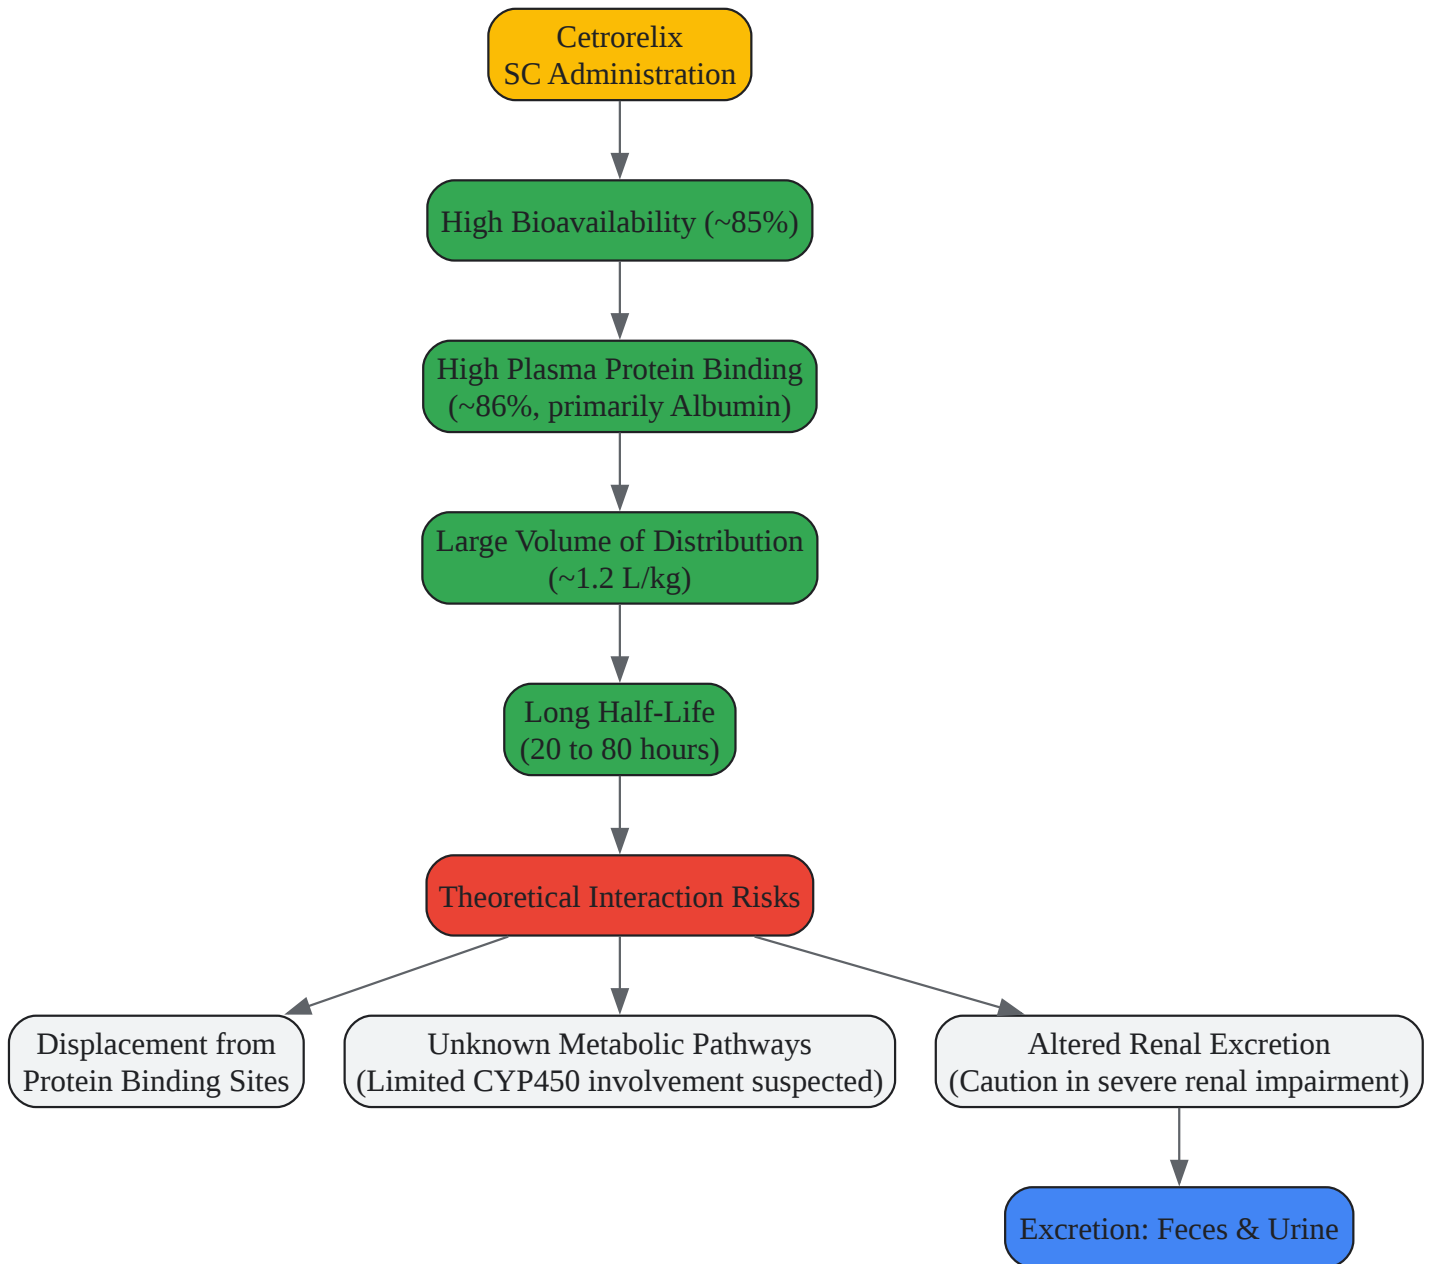 Cetrorelix
SC Administration
High Bioavailability (~85%)
High Plasma Protein Binding
(~86%, primarily Albumin)
Large Volume of Distribution
(~1.2 L/kg)
Long Half-Life
(20 to 80 hours)
Theoretical Interaction Risks
Displacement from
Protein Binding Sites
Unknown Metabolic Pathways
(Limited CYP450 involvement suspected)
Altered Renal Excretion
(Caution in severe renal impairment)
Excretion: Feces & Urine